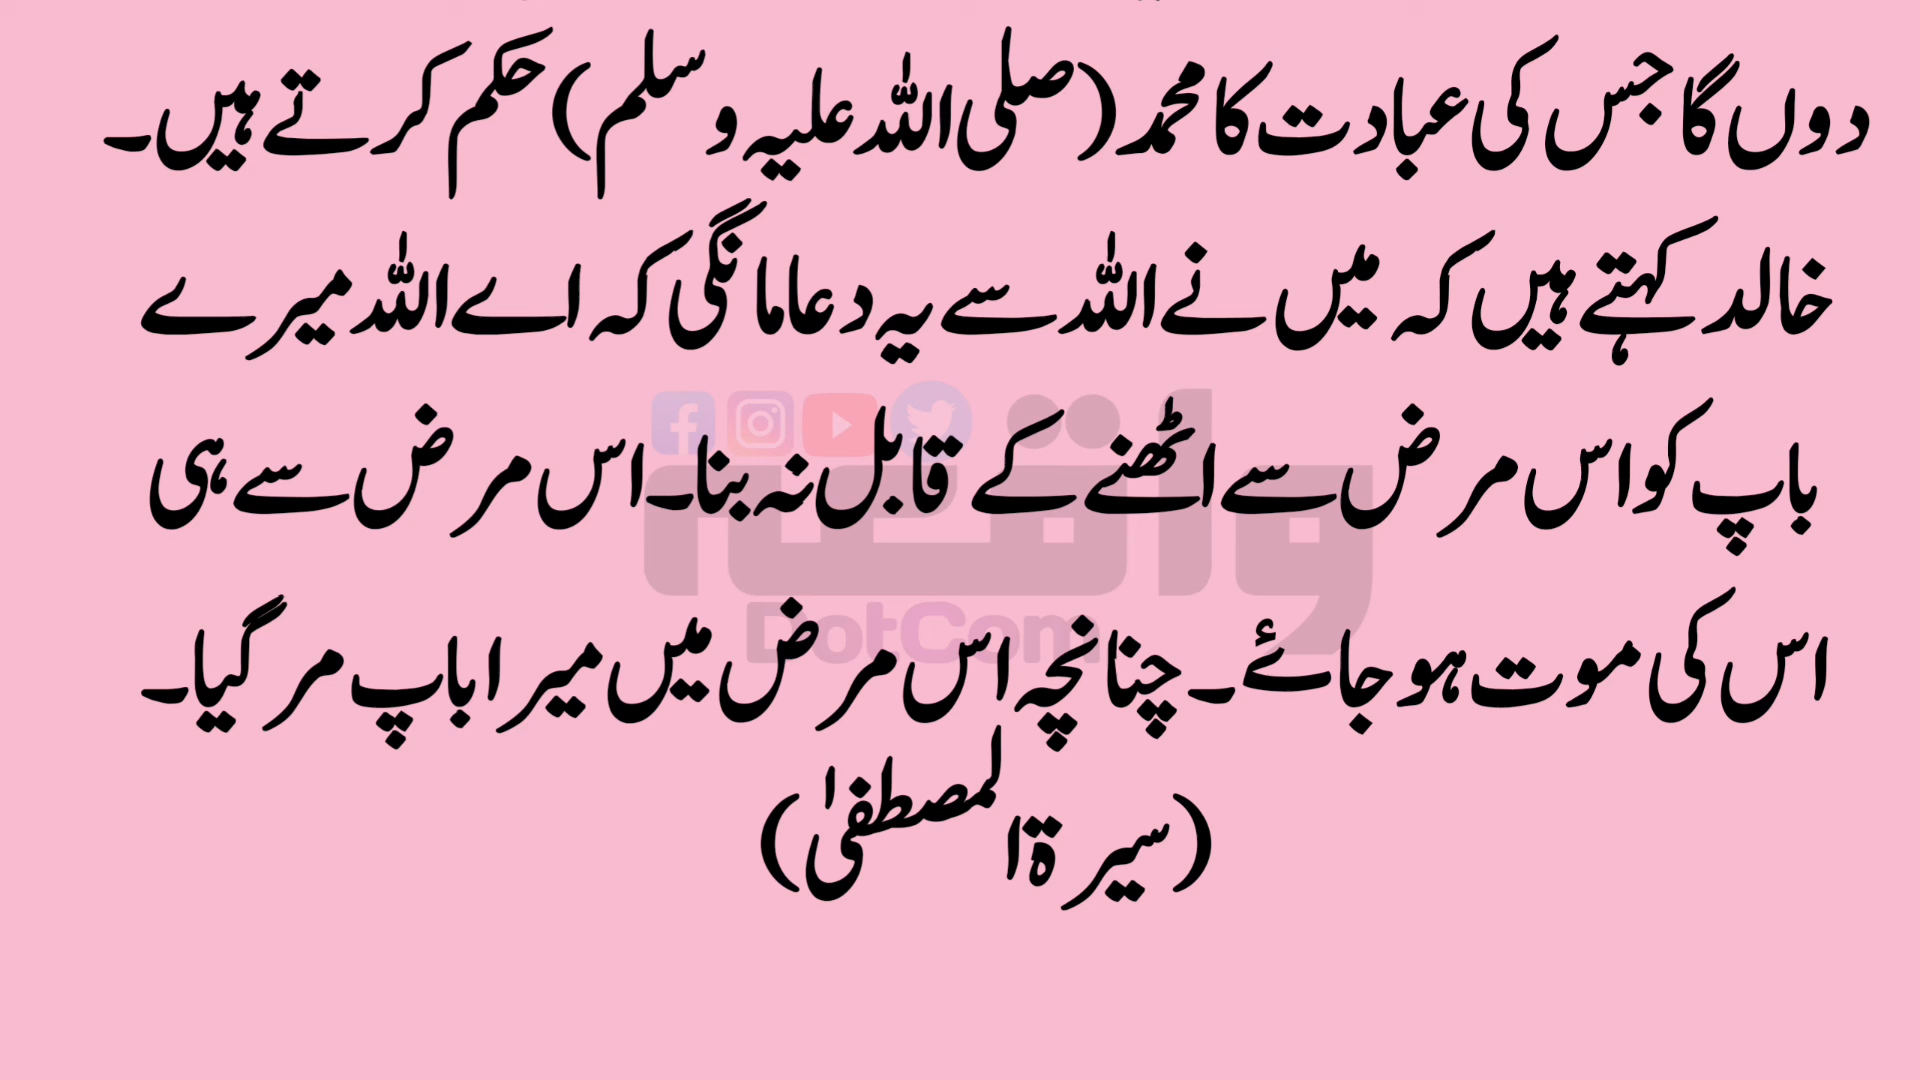 دوں گا جس کی عبادت کا محمد (صلی اللہ علیہ وسلم) حکم کرتے ہیں۔
خالد کہتے ہیں کہ میں نے اللہ سے یہ دعا مانگی کہ اے اللہ میرے
باپ کو اس مرض سے اٹھنے کے قابل نہ بنا۔ اس مرض سے ہی
اس کی موت ہو جائے۔ چنانچہ اس مرض میں میرا باپ مر گیا۔
(سیرۃ المصطفیٰ)
واقعہ
DotCom